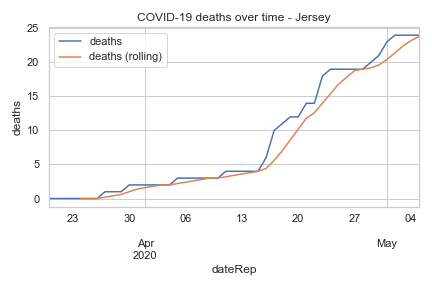 COVID-19 deaths over time - Jersey
deaths
deaths (rolling)
deaths
25
20
15
10
5
0
23 30 06 13 20 27 04
Apr May
2020
dateRep